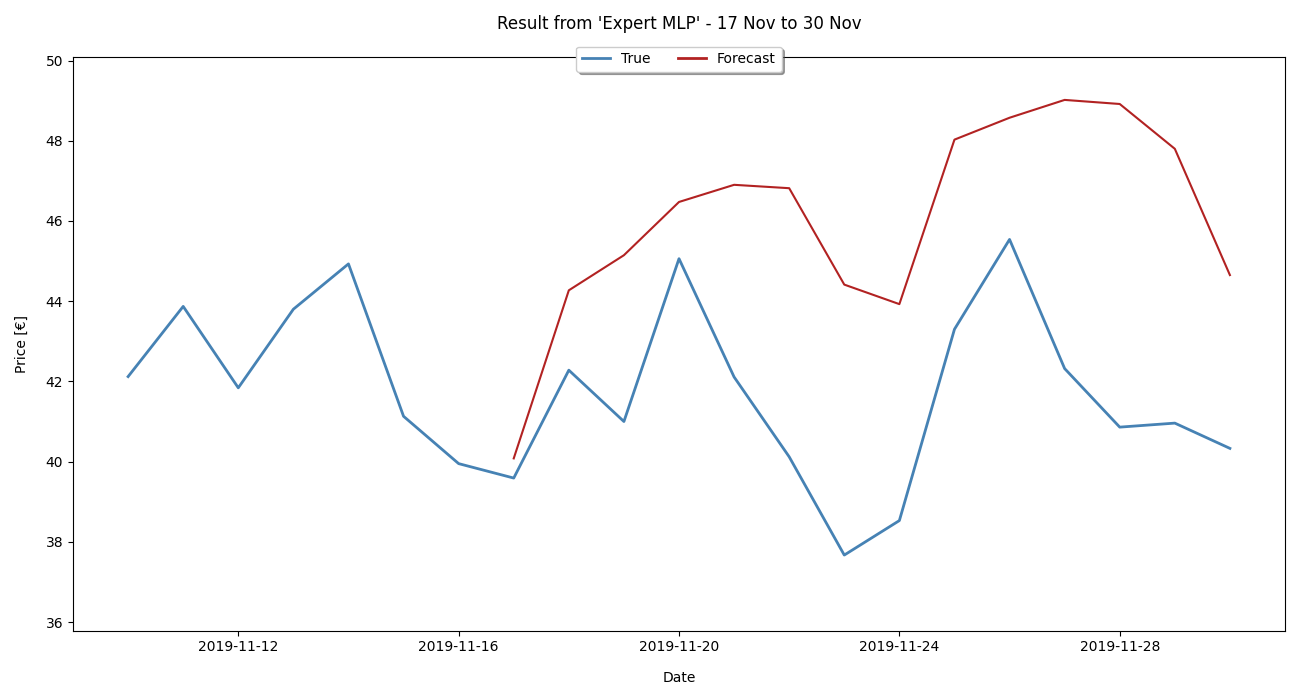 Result from 'Expert MLP' - 17 Nov to 30 Nov
True
Forecast
50
48
46
44
42
40
38
36
Price [€]
2019-11-12
2019-11-16
2019-11-20
2019-11-24
2019-11-28
Date